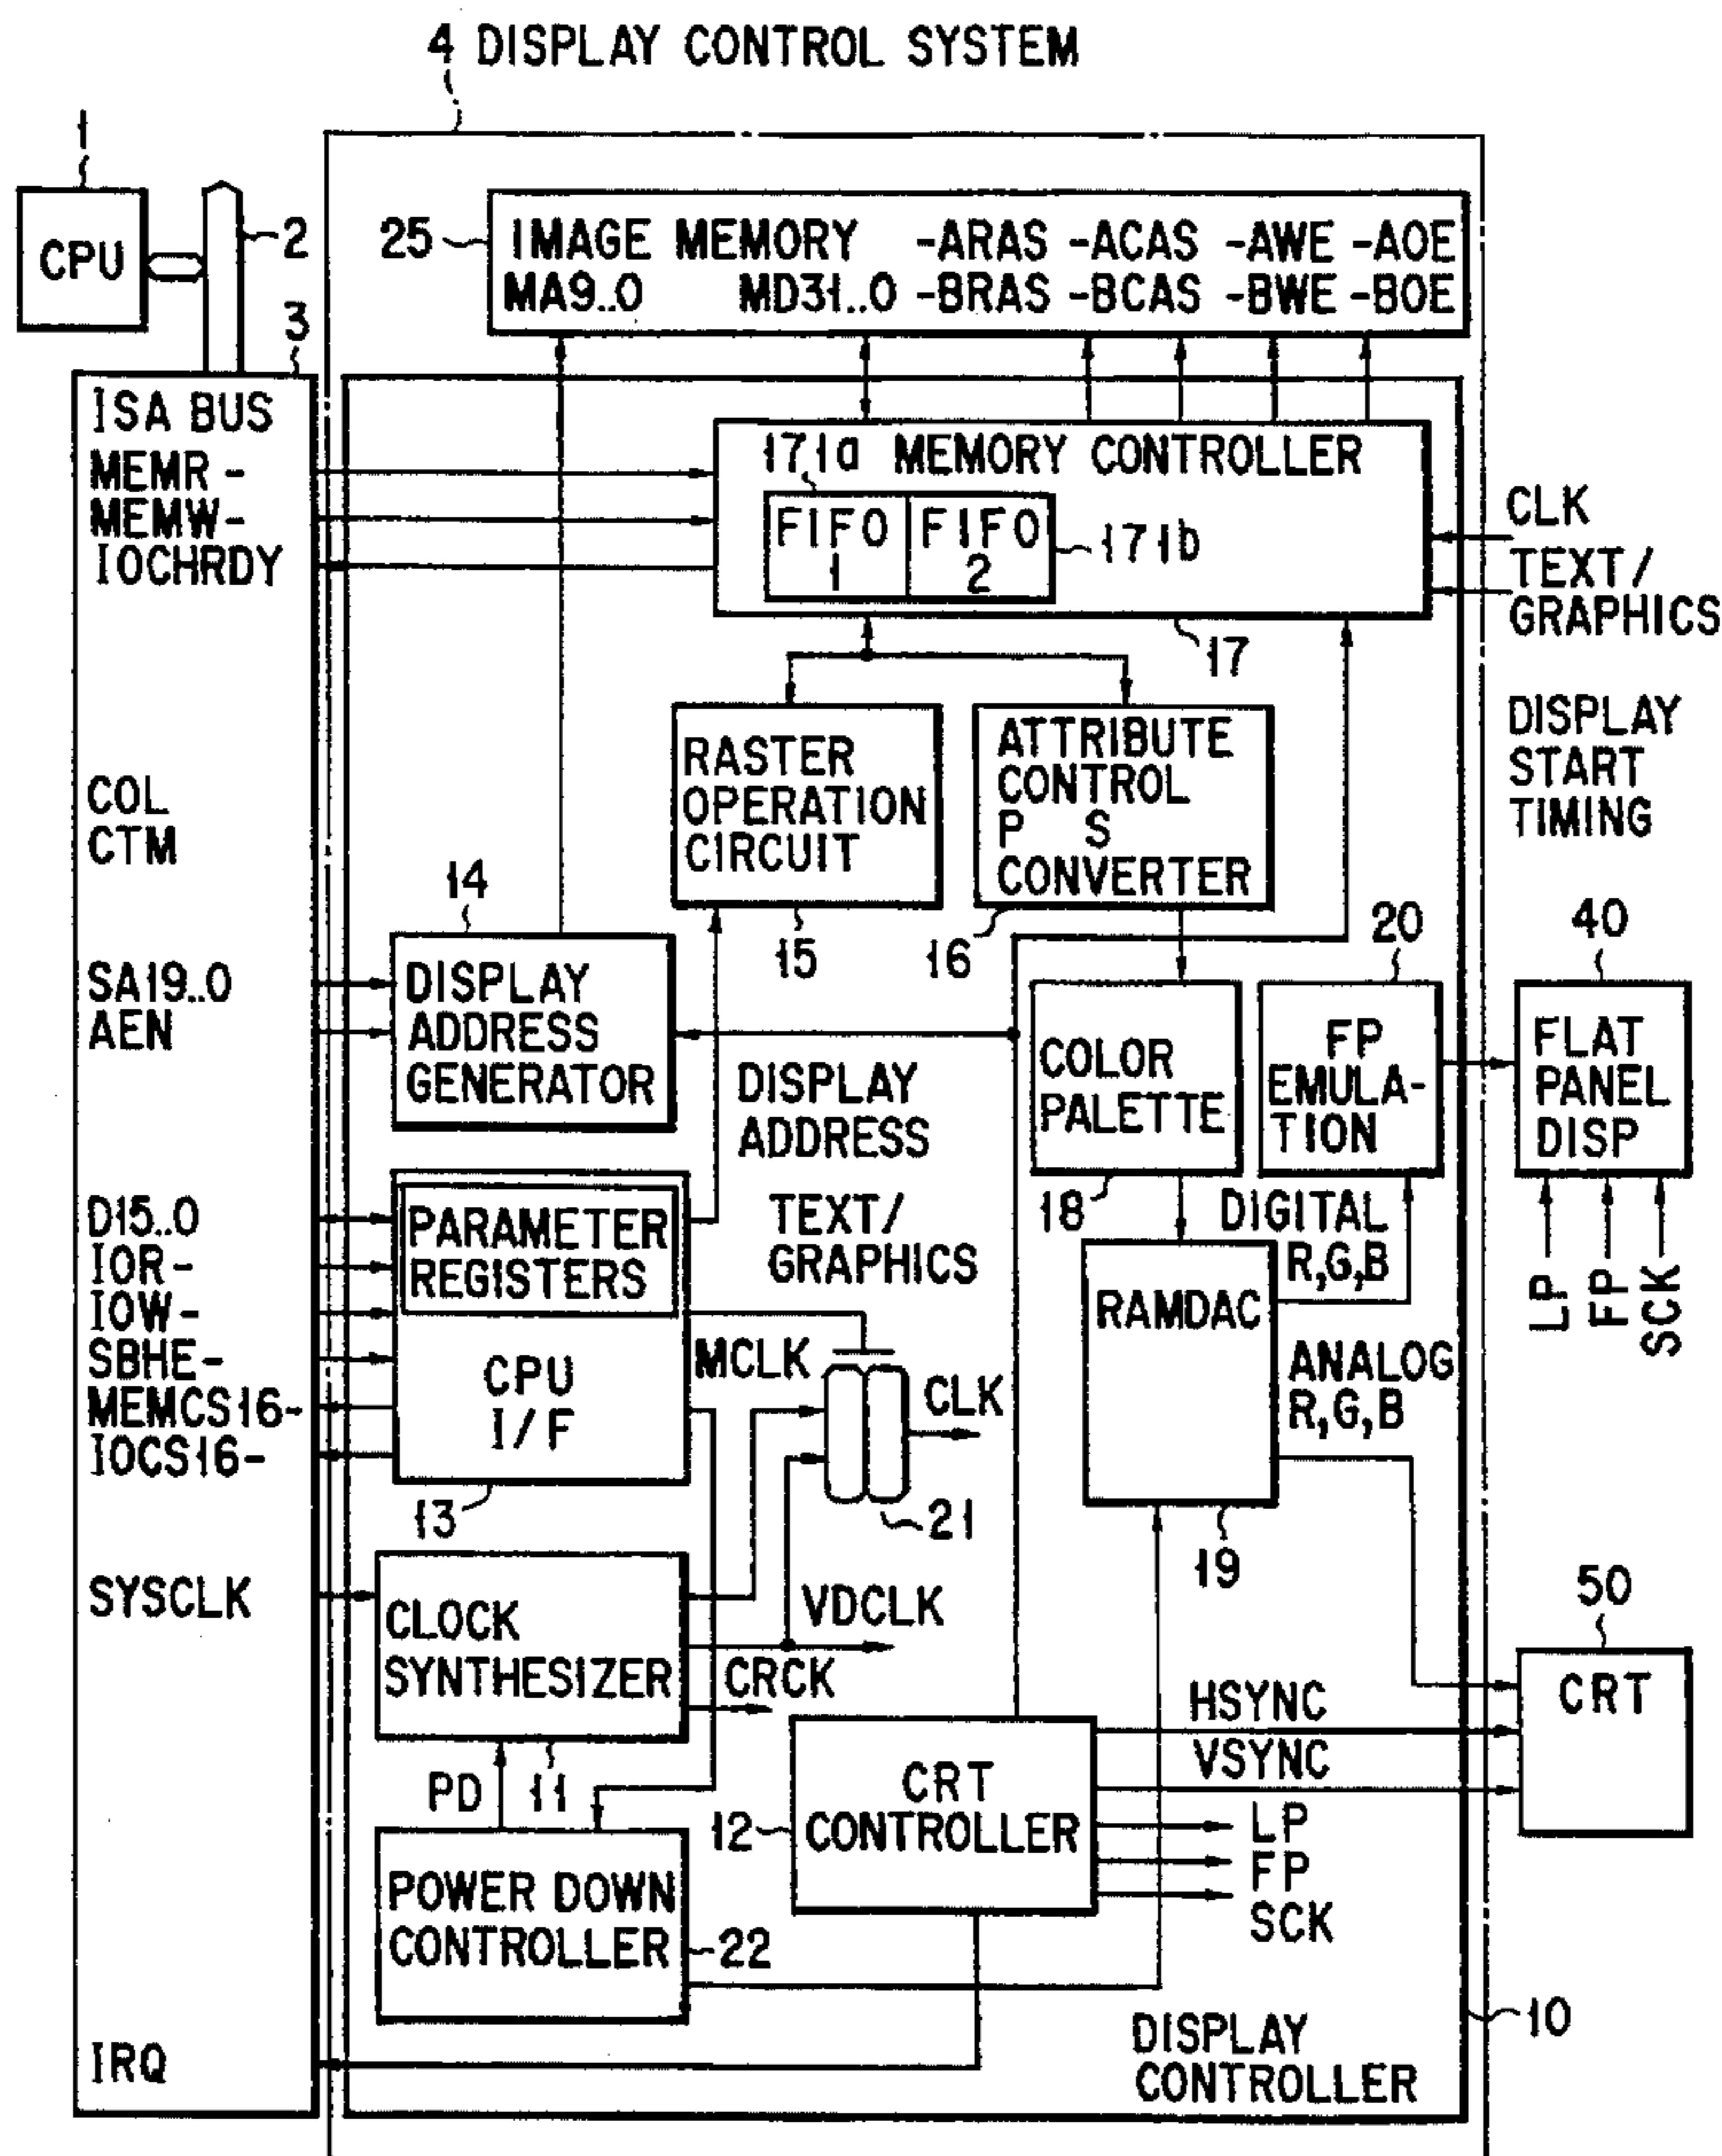 4 DISPLAY CONTROL SYSTEM
1
CPU
2
3
25
IMAGE MEMORY -ARAS -ACAS -AWE -AOE
MA9..0 MD31..0 -BRAS -BCAS -BWE -BOE
ISA BUS
MEMR-
MEMW-
IOCHRDY
COL
CTM
SA19..0
AEN
D15..0
IOR-
IOW-
SBHE-
MEMCS16-
IOCS16-
SYSCLK
IRQ
171a MEMORY CONTROLLER
FIFO
1
FIFO
2
171b
17
CLK
TEXT/
GRAPHICS
DISPLAY
START
TIMING
RASTER
OPERATION
CIRCUIT
15
ATTRIBUTE
CONTROL
P S
CONVERTER
16
14
DISPLAY
ADDRESS
GENERATOR
DISPLAY
ADDRESS
COLOR
PALETTE
18
20
FP
EMULA-
TION
40
FLAT
PANEL
DISP
LP
FP
SCK
PARAMETER
REGISTERS
CPU
I/F
13
TEXT/
GRAPHICS
MCLK
CLK
21
DIGITAL
R,G,B
RAMDAC
ANALOG
R,G,B
19
CLOCK
SYNTHESIZER
VDCLK
CRCK
PD
11
50
CRT
HSYNC
VSYNC
12
CRT
CONTROLLER
LP
FP
SCK
POWER DOWN
CONTROLLER
22
10
DISPLAY
CONTROLLER